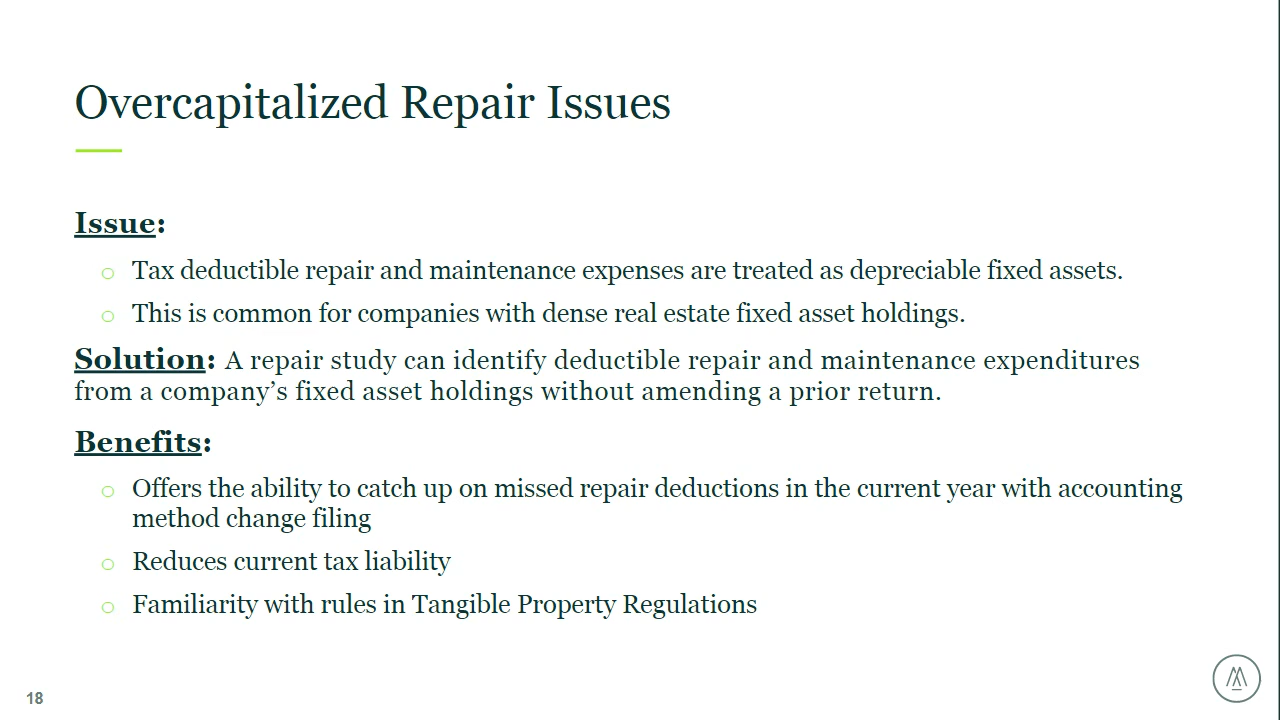 Overcapitalized Repair Issues
Issue:
○ Tax deductible repair and maintenance expenses are treated as depreciable fixed assets.
○ This is common for companies with dense real estate fixed asset holdings.
Solution: A repair study can identify deductible repair and maintenance expenditures
from a company’s fixed asset holdings without amending a prior return.
Benefits:
○ Offers the ability to catch up on missed repair deductions in the current year with accounting
method change filing
○ Reduces current tax liability
○ Familiarity with rules in Tangible Property Regulations
18